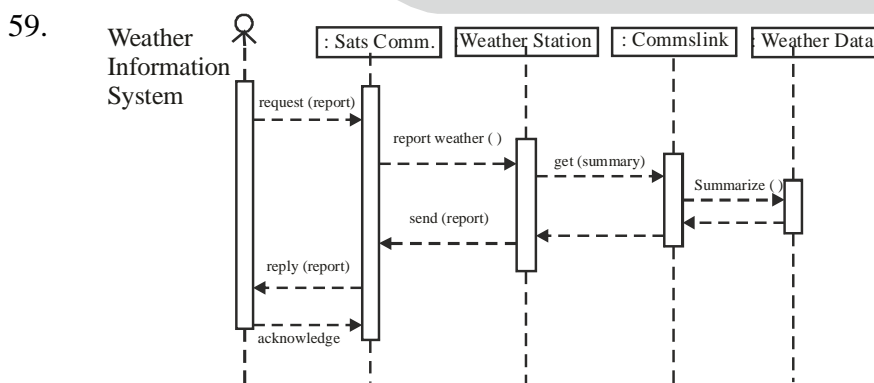 59.
Weather
Information
System
: Sats Comm.
:Weather Station
: Commslink
: Weather Data
request (report)
report weather ( )
get (summary)
Summarize ( )
send (report)
reply (report)
acknowledge